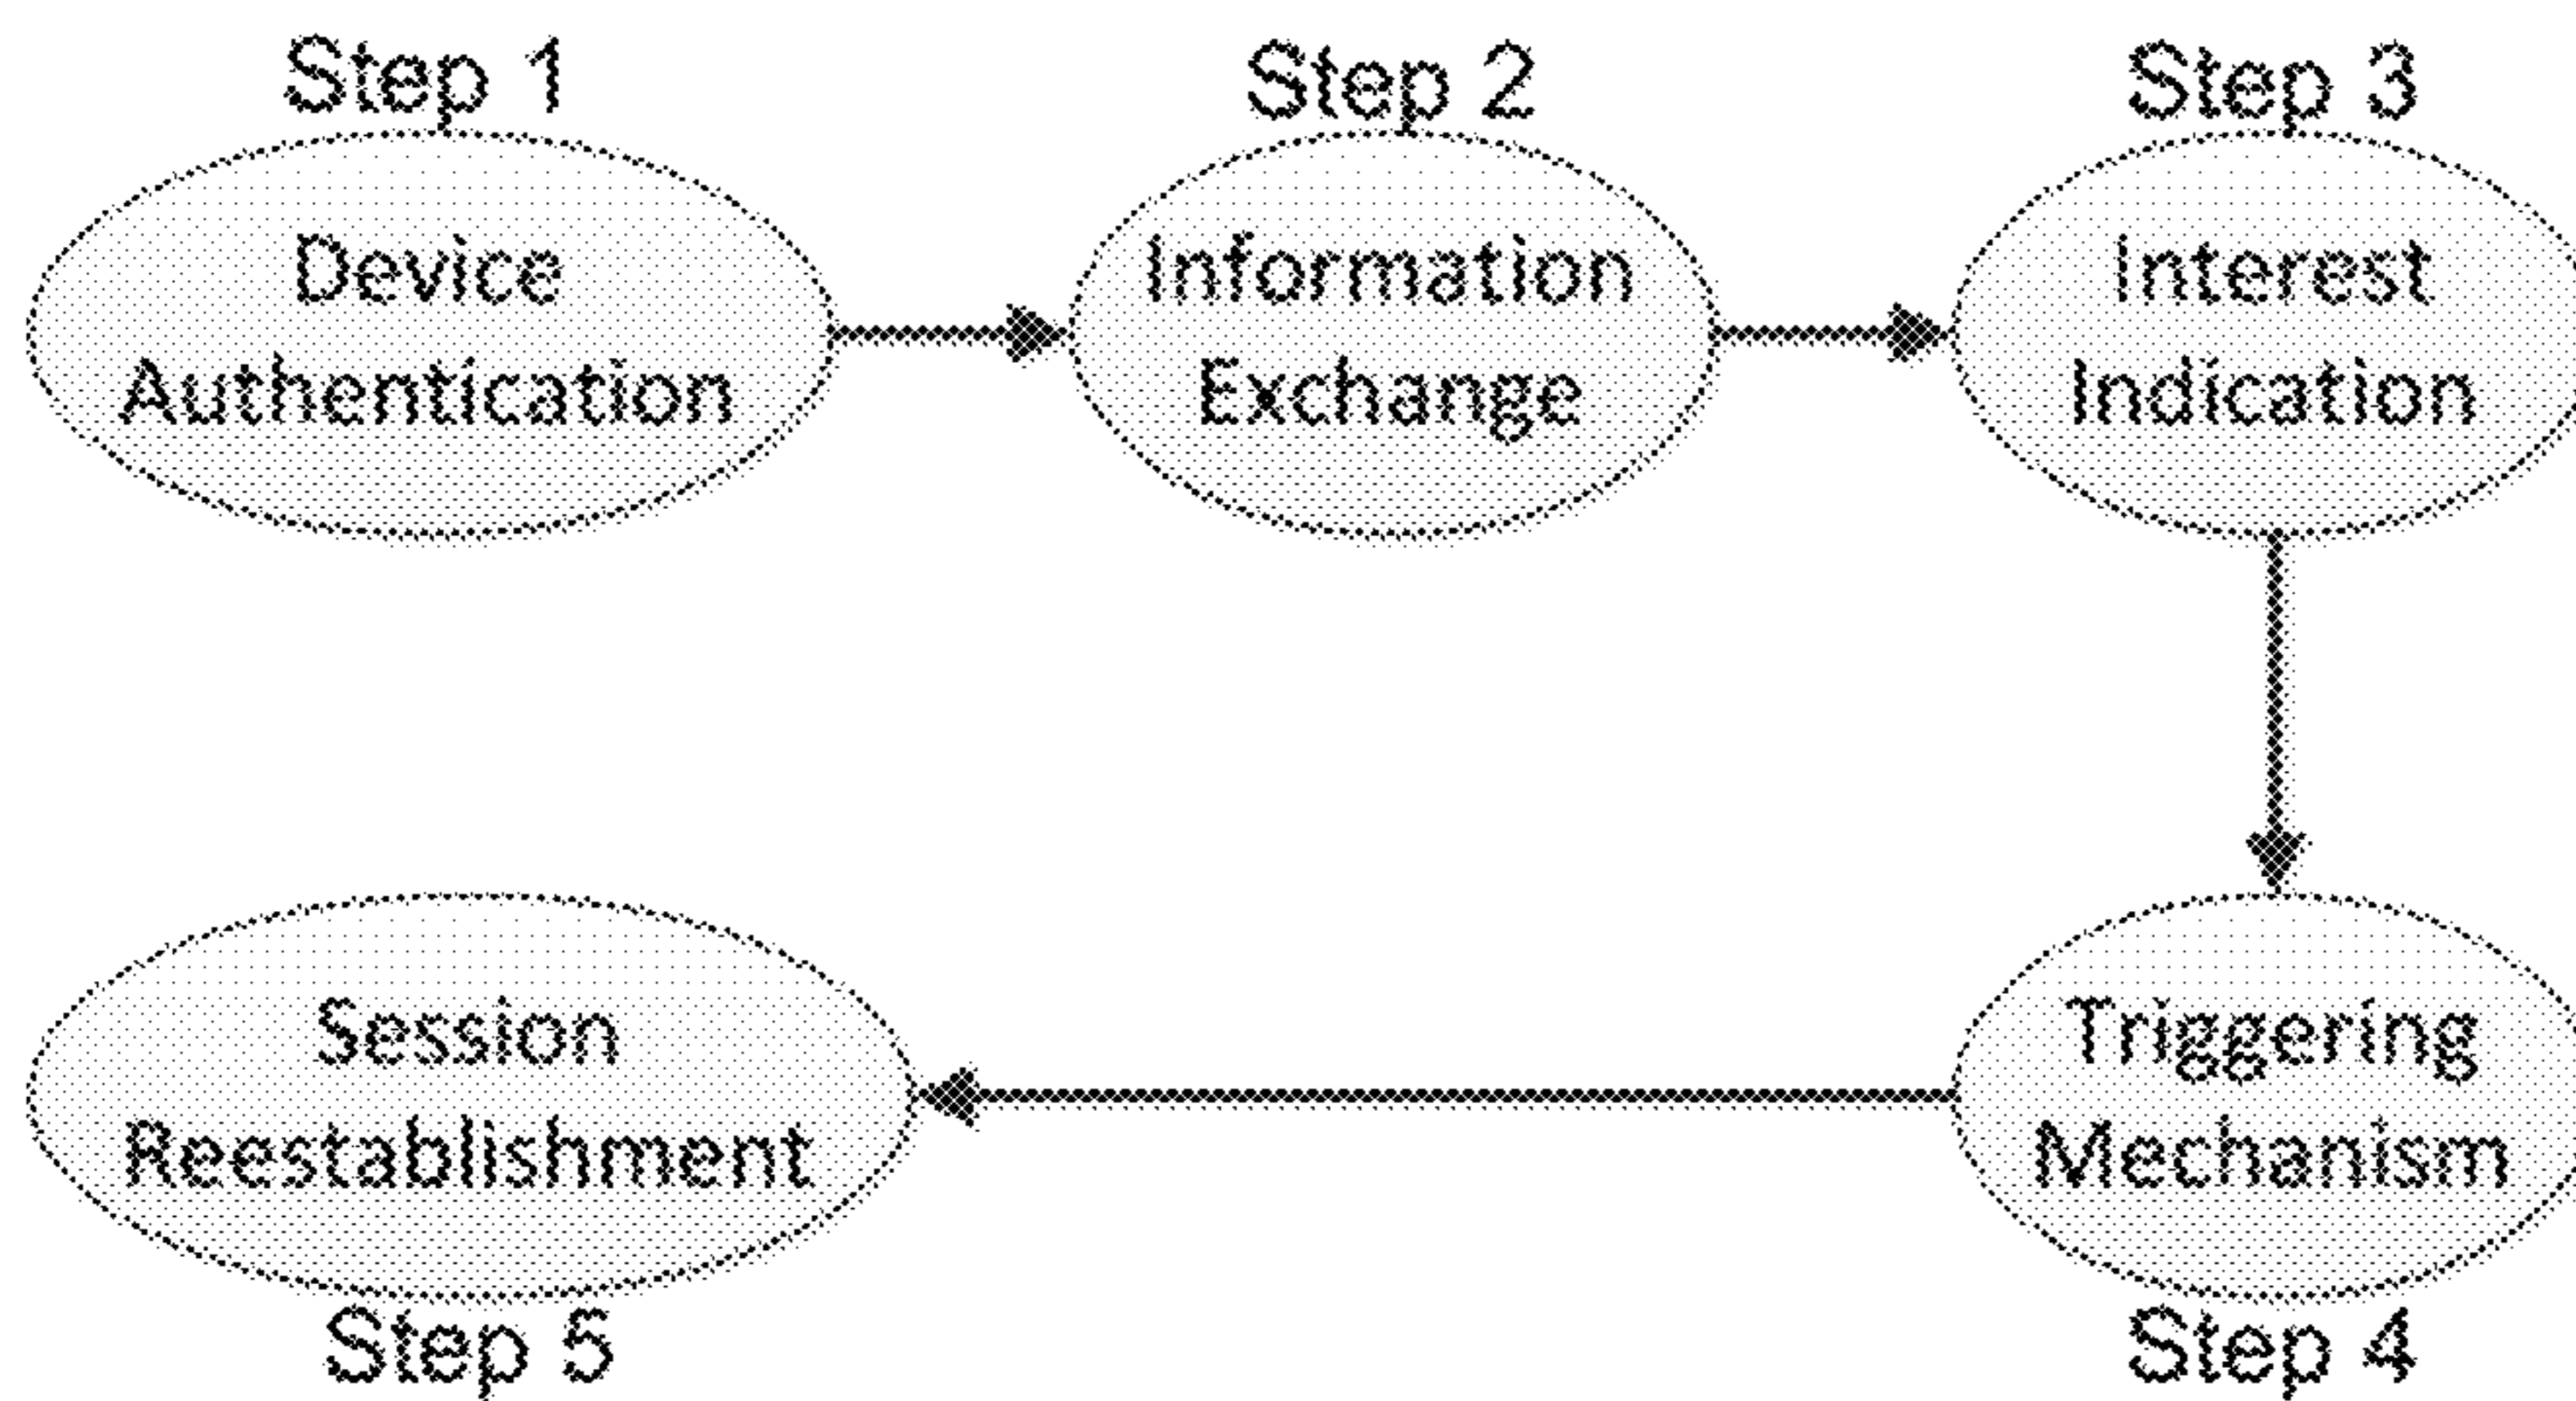 Step 1
Device
Authentication
Step 2
Information
Exchange
Step 3
Interest
Indication
Triggering
Mechanism
Step 4
Session
Reestablishment
Step 5